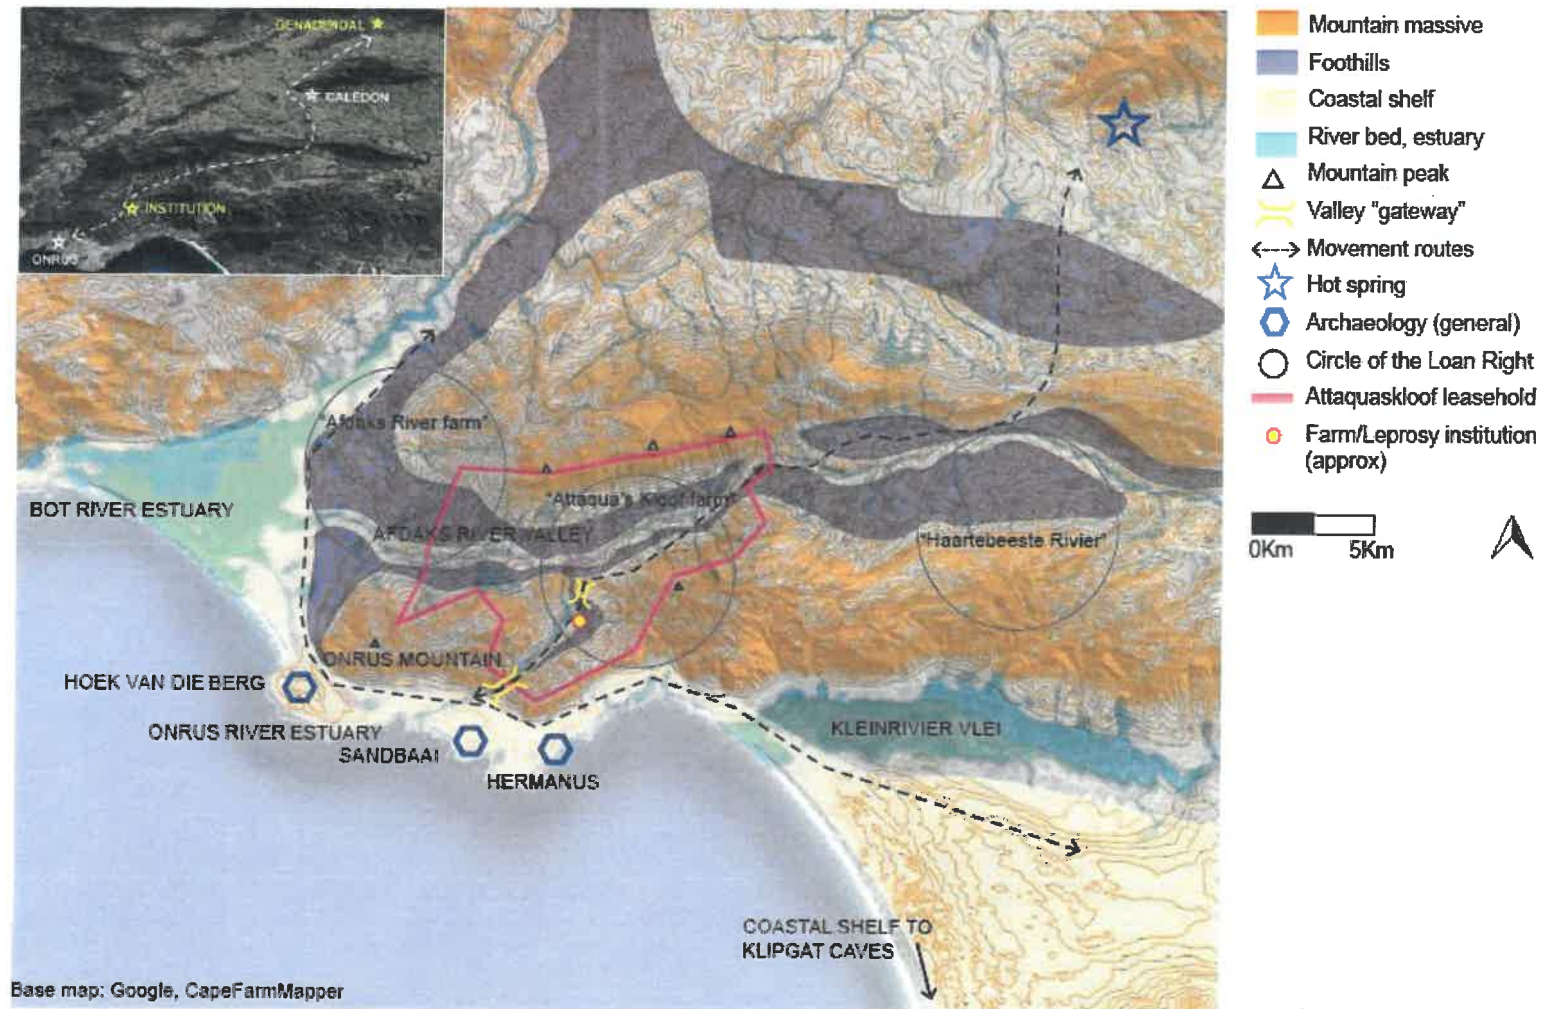 GENADENDAL
CALEDON
INSTITUTION
ONRUS
"Afdaks River farm"
"Attaqua's Kloof farm"
AFDAKS RIVER VALLEY
"Haartebeeste Rivier"
BOT RIVER ESTUARY
ONRUS MOUNTAIN
HOEK VAN DIE BERG
ONRUS RIVER ESTUARY
SANDBAAI
HERMANUS
KLEINRIVIER VLEI
COASTAL SHELF TO
KLIPGAT CAVES
Base map: Google, CapeFarmMapper
Mountain massive
Foothills
Coastal shelf
River bed, estuary
Mountain peak
Valley "gateway"
Movement routes
Hot spring
Archaeology (general)
Circle of the Loan Right
Attaquaskloof leasehold
Farm/Leprosy institution
(approx)
0Km 5Km